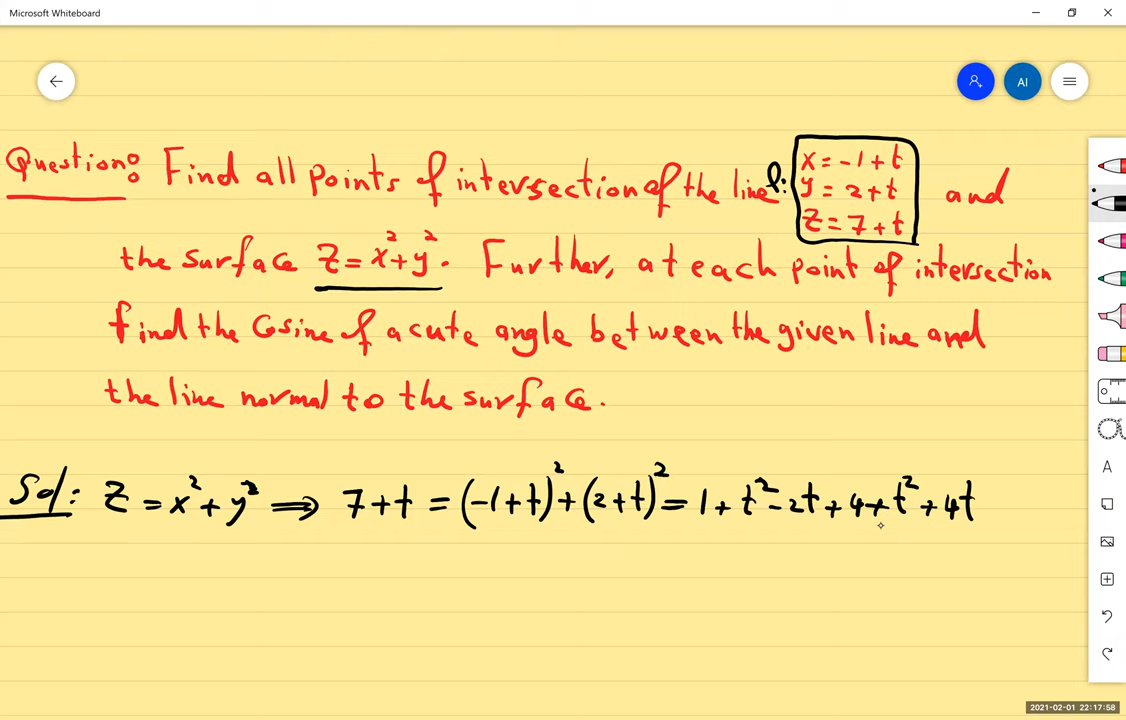 Microsoft Whiteboard
AI
Question: Find all points of intersection of the line l: x = -1 + t and
y = 2 + t
z = 7 + t
the surface z = x² + y². Further, at each point of intersection
find the Cosine of acute angle between the given line and
the line normal to the surface.
Sol: z = x² + y² ⟹ 7 + t = (-1 + t)² + (2 + t)² = 1 + t² - 2t + 4 + t² + 4t
A
2021-02-01 22:17:58